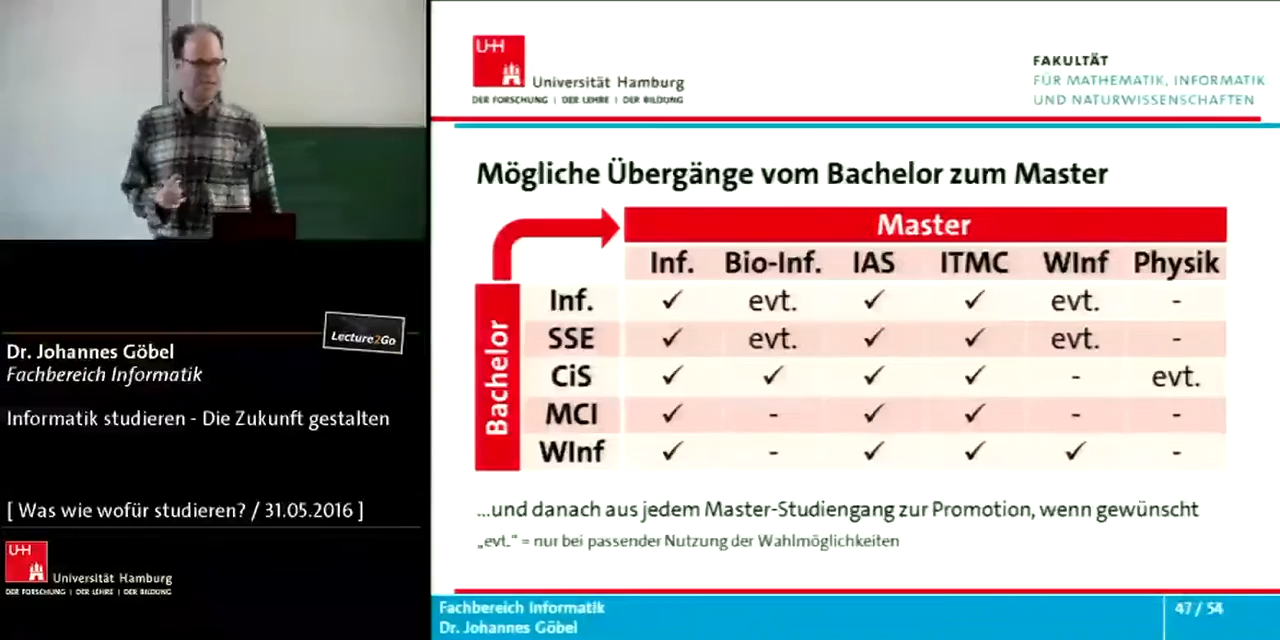 Lecture2Go
Dr. Johannes Göbel
Fachbereich Informatik
Informatik studieren - Die Zukunft gestalten
[ Was wie wofür studieren? / 31.05.2016 ]
UH
Universität Hamburg
DER FORSCHUNG | DER LEHRE | DER BILDUNG
UH
Universität Hamburg
DER FORSCHUNG | DER LEHRE | DER BILDUNG
FAKULTÄT
FÜR MATHEMATIK, INFORMATIK
UND NATURWISSENSCHAFTEN
Mögliche Übergänge vom Bachelor zum Master
Master
Inf. Bio-Inf. IAS ITMC WInf Physik
Bachelor
Inf. ✓ evt. ✓ ✓ evt. -
SSE ✓ evt. ✓ ✓ evt. -
CiS ✓ ✓ ✓ ✓ - evt.
MCI ✓ - ✓ ✓ - -
WInf ✓ - ✓ ✓ ✓ -
...und danach aus jedem Master-Studiengang zur Promotion, wenn gewünscht
„evt.“ = nur bei passender Nutzung der Wahlmöglichkeiten
Fachbereich Informatik
Dr. Johannes Göbel
47 / 54